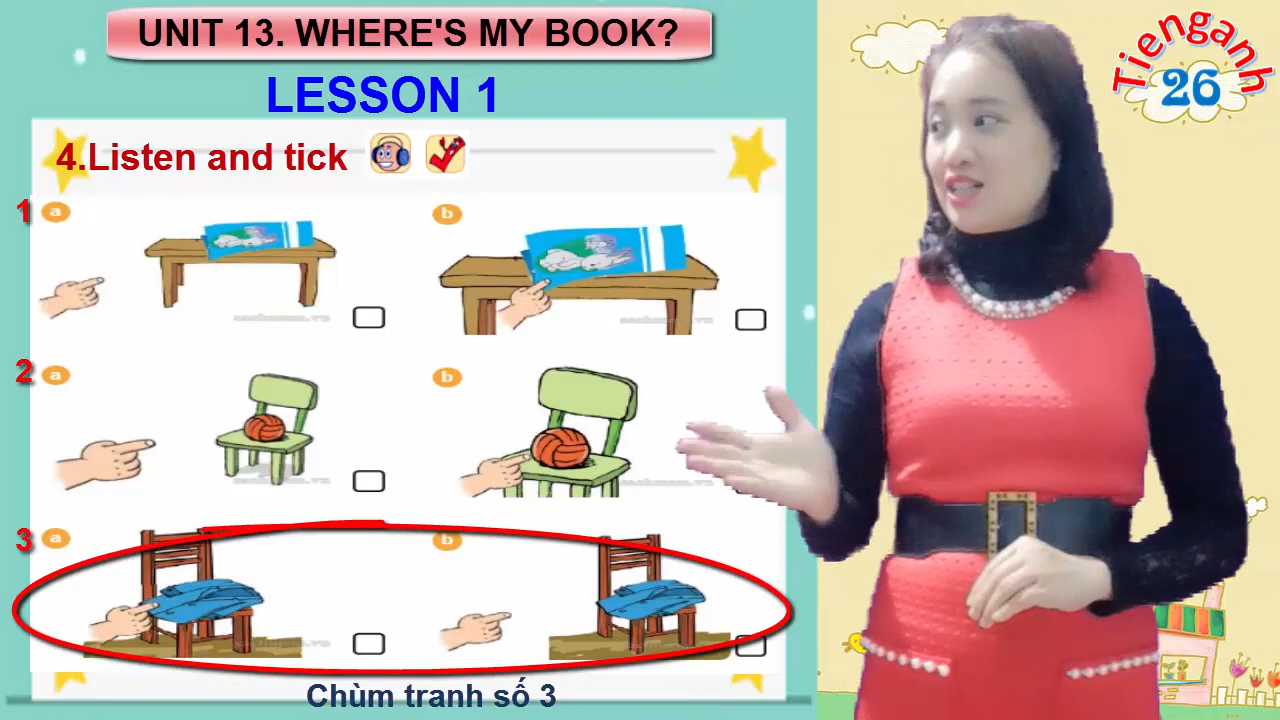 UNIT 13. WHERE'S MY BOOK?
Tienganh
26
LESSON 1
4.Listen and tick
1 a b
2 a b
3 a b
Chùm tranh số 3